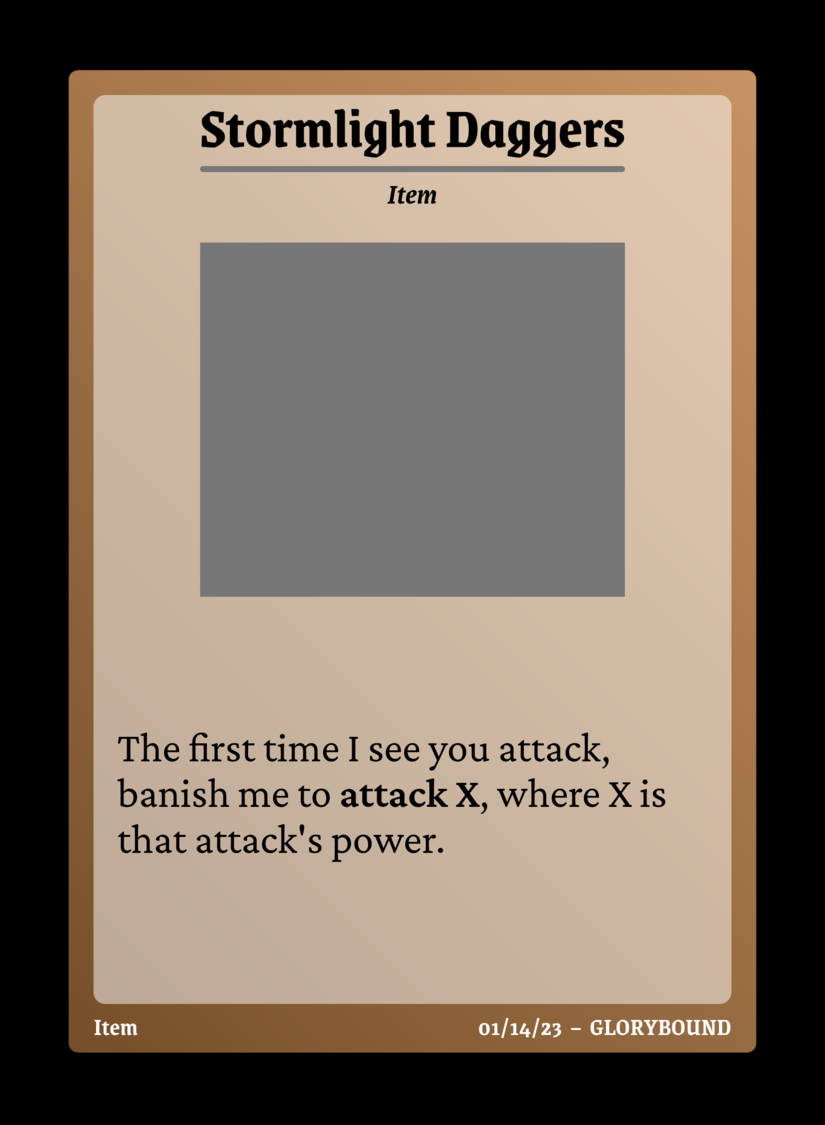 Stormlight Daggers
Item
The first time I see you attack,
banish me to attack X, where X is
that attack's power.
Item
01/14/23 – GLORYBOUND